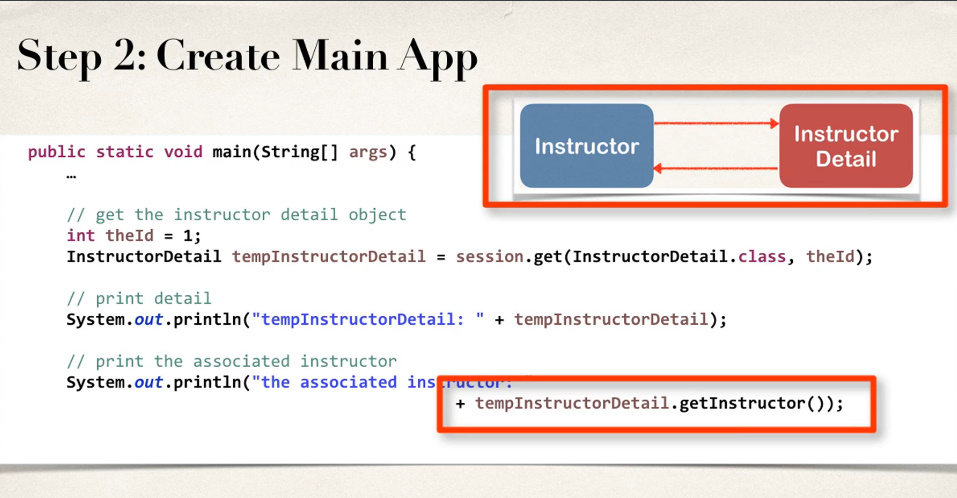 Step 2: Create Main App
Instructor
Instructor
Detail
public static void main(String[] args) {
…
// get the instructor detail object
int theId = 1;
InstructorDetail tempInstructorDetail = session.get(InstructorDetail.class, theId);
// print detail
System.out.println("tempInstructorDetail: " + tempInstructorDetail);
// print the associated instructor
System.out.println("the associated instructor: "
+ tempInstructorDetail.getInstructor());